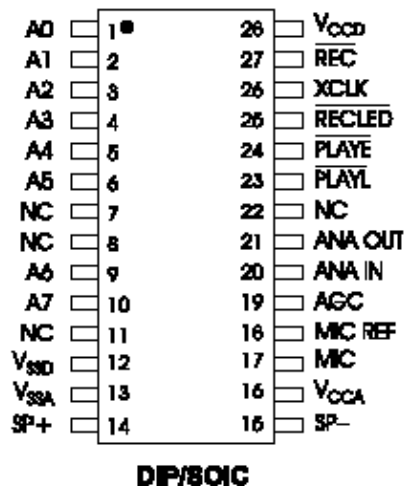 A0 1 28 VCCD
A1 2 27 REC
A2 3 26 XCLK
A3 4 25 RECLED
A4 5 24 PLAYE
A5 6 23 PLAYL
NC 7 22 NC
NC 8 21 ANA OUT
A6 9 20 ANA IN
A7 10 19 AGC
NC 11 18 MIC REF
VSSD 12 17 MIC
VSSA 13 16 VCCA
SP+ 14 15 SP–
DIP/SOIC